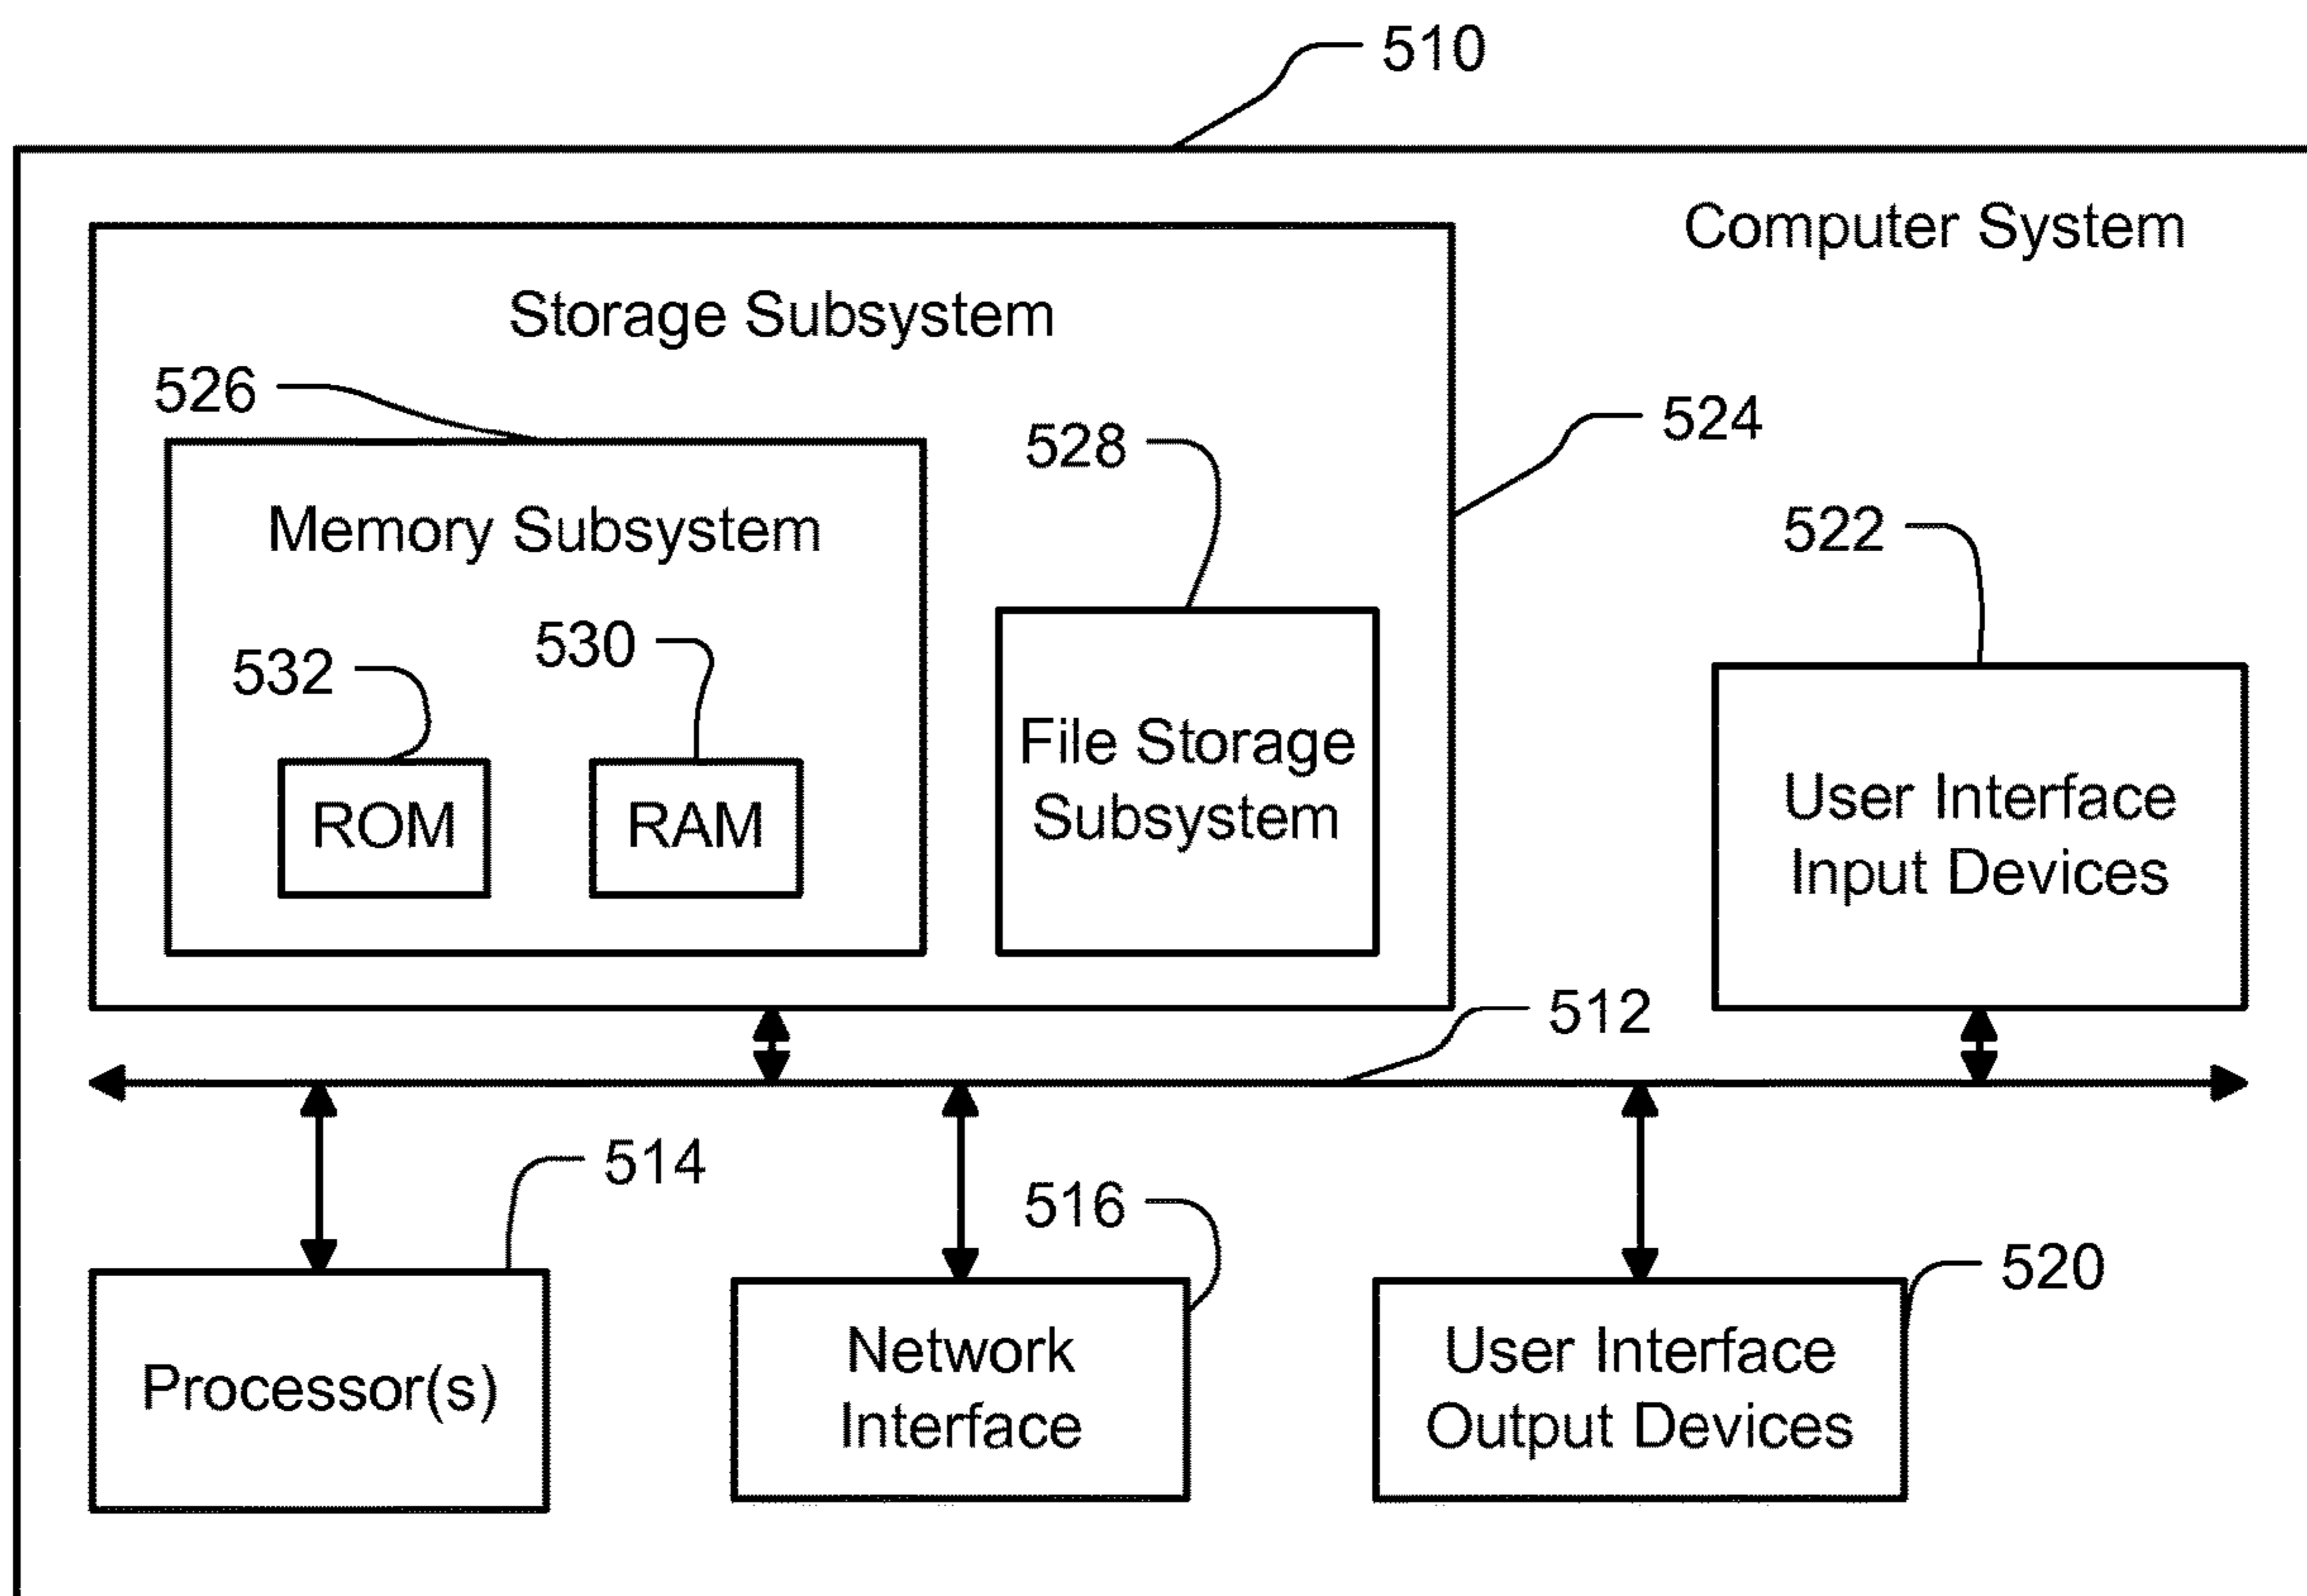 510
Computer System
Storage Subsystem
526
524
528
Memory Subsystem
522
530
532
File Storage
Subsystem
ROM
RAM
User Interface
Input Devices
512
514
516
520
Processor(s)
Network
Interface
User Interface
Output Devices